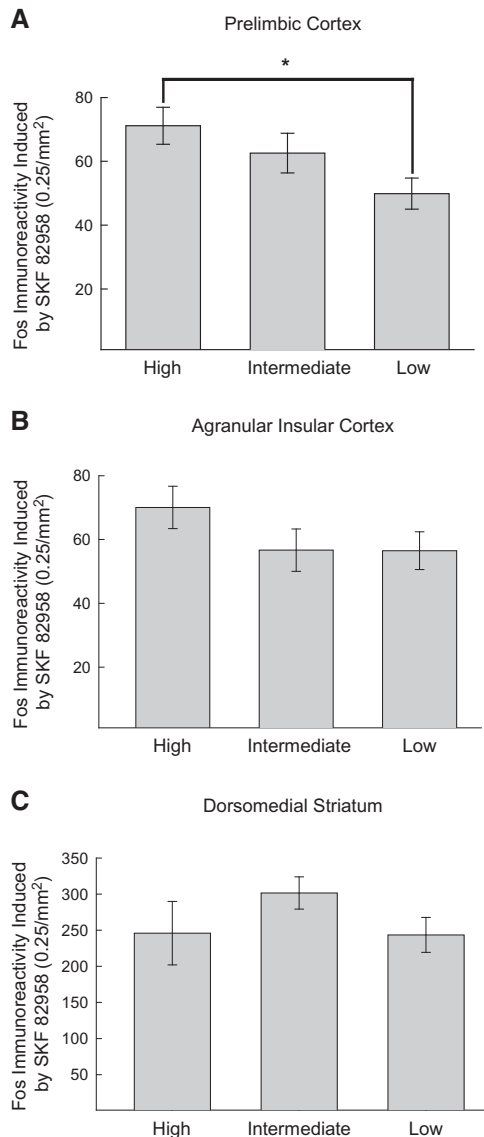 A
Prelimbic Cortex
*
Fos Immunoreactivity Induced
by SKF 82958 (0.25/mm²)
80
60
40
20
High Intermediate Low
B
Agranular Insular Cortex
Fos Immunoreactivity Induced
by SKF 82958 (0.25/mm²)
80
60
40
20
High Intermediate Low
C
Dorsomedial Striatum
Fos Immunoreactivity Induced
by SKF 82958 (0.25/mm²)
350
300
250
200
150
100
50
High Intermediate Low